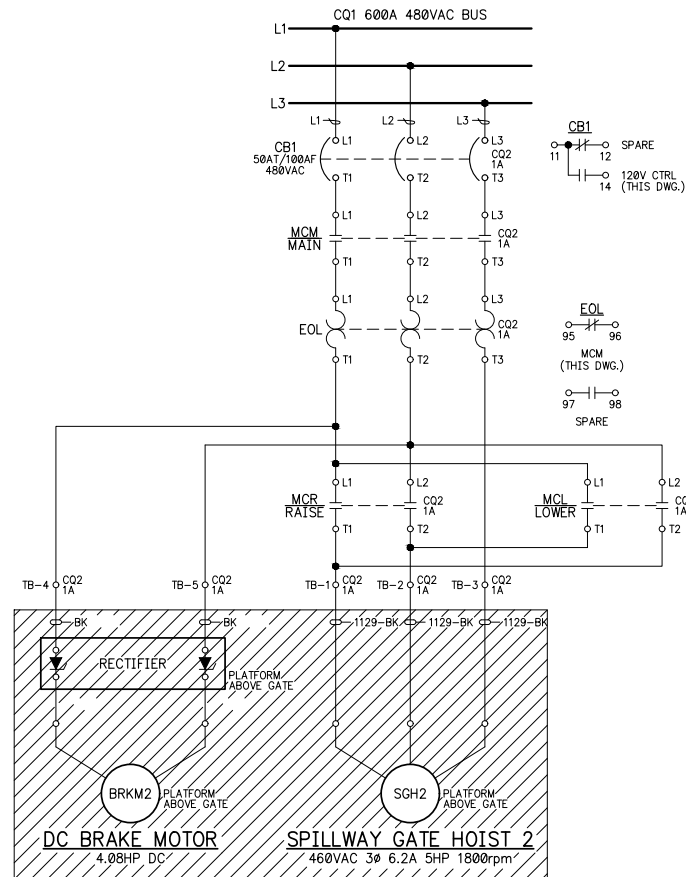 CQ1 600A 480VAC BUS
L1
L2
L3
L1 L2 L3
L1 L2 L3
CB1
50AT/100AF
480VAC
CQ2
1A
T1 T2 T3
CB1
11 12 SPARE
14 120V CTRL
(THIS DWG.)
L1 L2 L3
MCM
MAIN
CQ2
1A
T1 T2 T3
L1 L2 L3
EOL
CQ2
1A
T1 T2 T3
EOL
95 96
MCM
(THIS DWG.)
97 98
SPARE
L1 L2 L1 L2
MCR
RAISE
CQ2
1A
MCL
LOWER
CQ
1A
T1 T2 T1 T2
TB-4 CQ2
1A
TB-5 CQ2
1A
TB-1 CQ2
1A
TB-2 CQ2
1A
TB-3 CQ2
1A
BK BK 1129-BK 1129-BK 1129-BK
RECTIFIER
PLATFORM
ABOVE GATE
BRKM2
PLATFORM
ABOVE GATE
SGH2
PLATFORM
ABOVE GATE
DC BRAKE MOTOR
4.08HP DC
SPILLWAY GATE HOIST 2
460VAC 3ø 6.2A 5HP 1800rpm